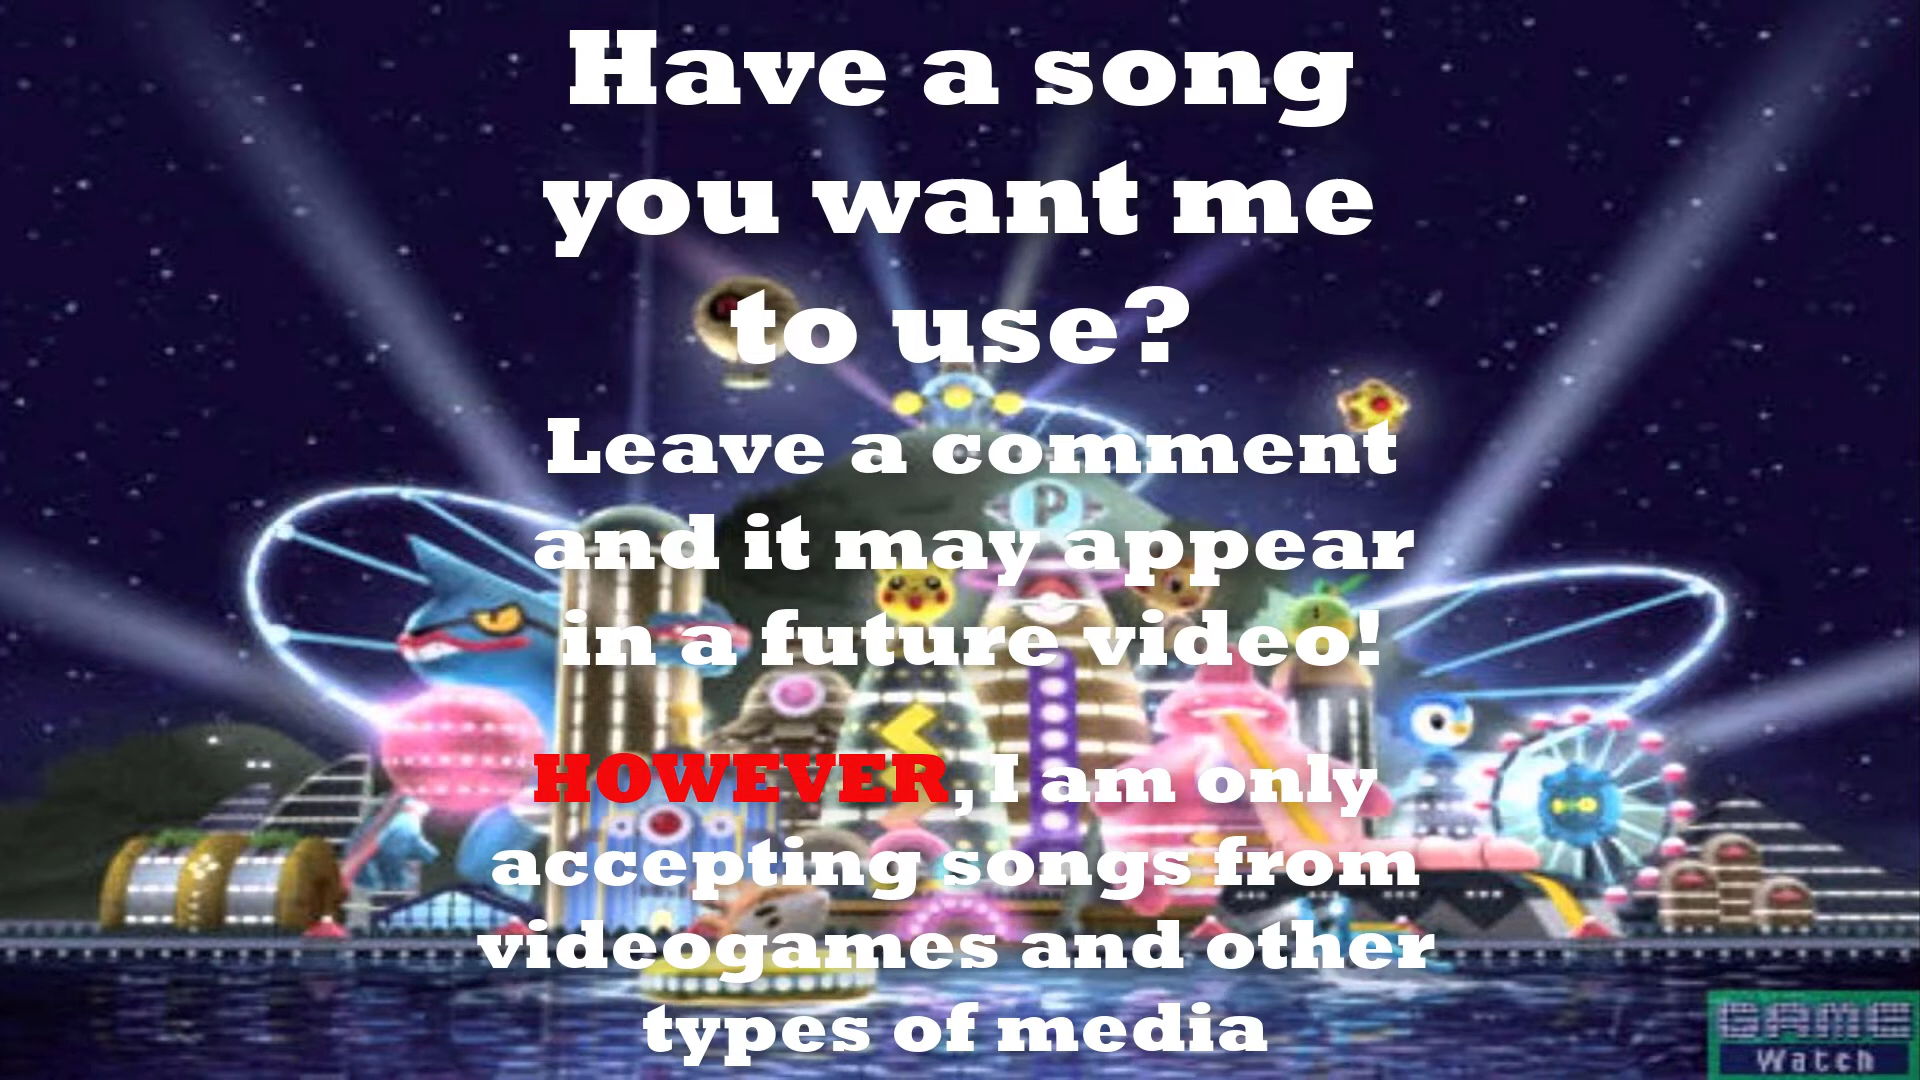 Have a song
you want me
to use?
Leave a comment
and it may appear
in a future video!
HOWEVER, I am only
accepting songs from
videogames and other
types of media
P
GAME
Watch